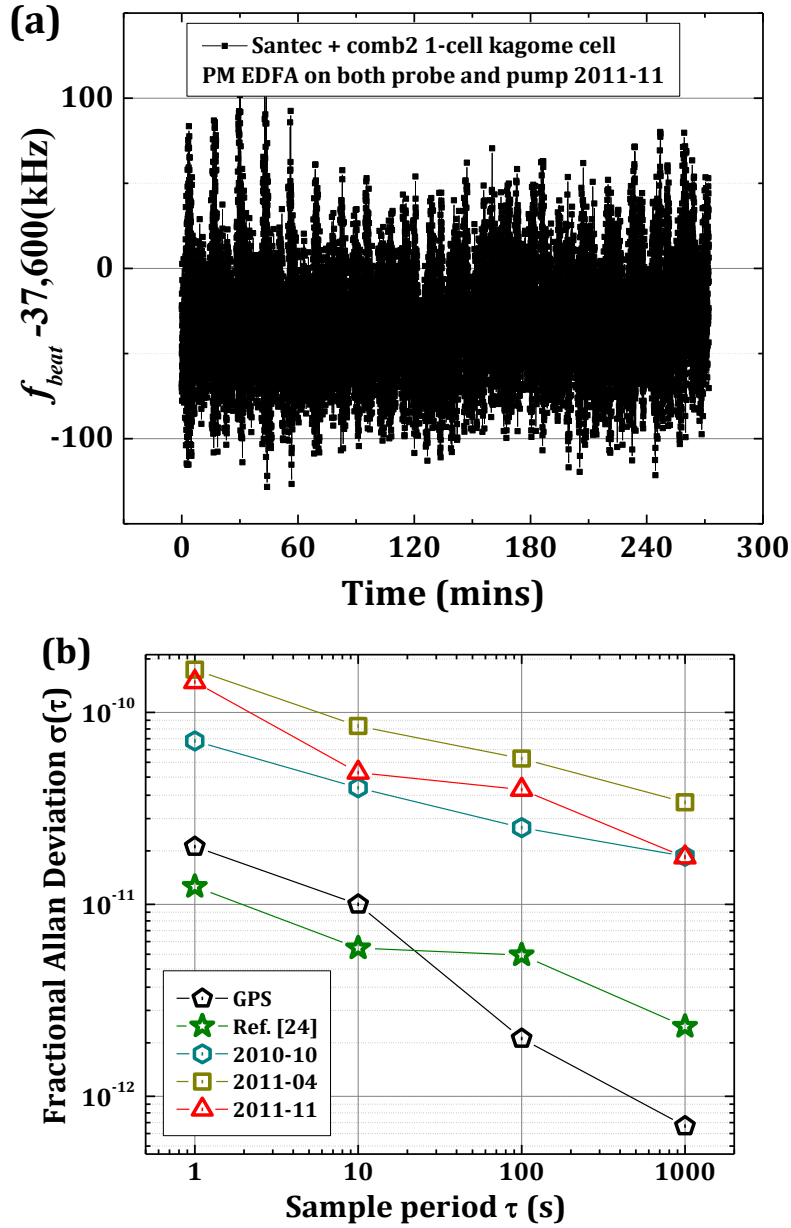 (a)
Santec + comb2 1-cell kagome cell
PM EDFA on both probe and pump 2011-11
100
0
-100
f_beat -37,600(kHz)
0 60 120 180 240 300
Time (mins)
(b)
10^-10
10^-11
10^-12
Fractional Allan Deviation σ(τ)
GPS
Ref. [24]
2010-10
2011-04
2011-11
1 10 100 1000
Sample period τ (s)